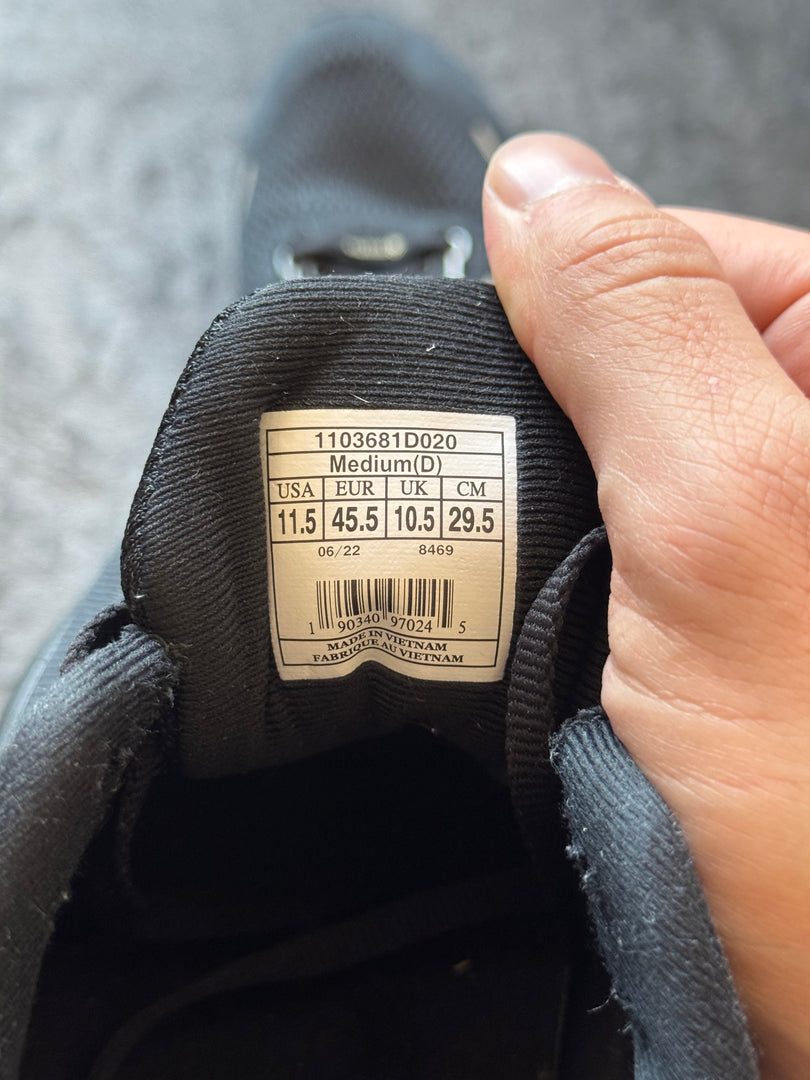 1103681D020
Medium(D)
USA EUR UK CM
11.5 45.5 10.5 29.5
06/22 8469
1 90340 97024 5
MADE IN VIETNAM
FABRIQUE AU VIETNAM